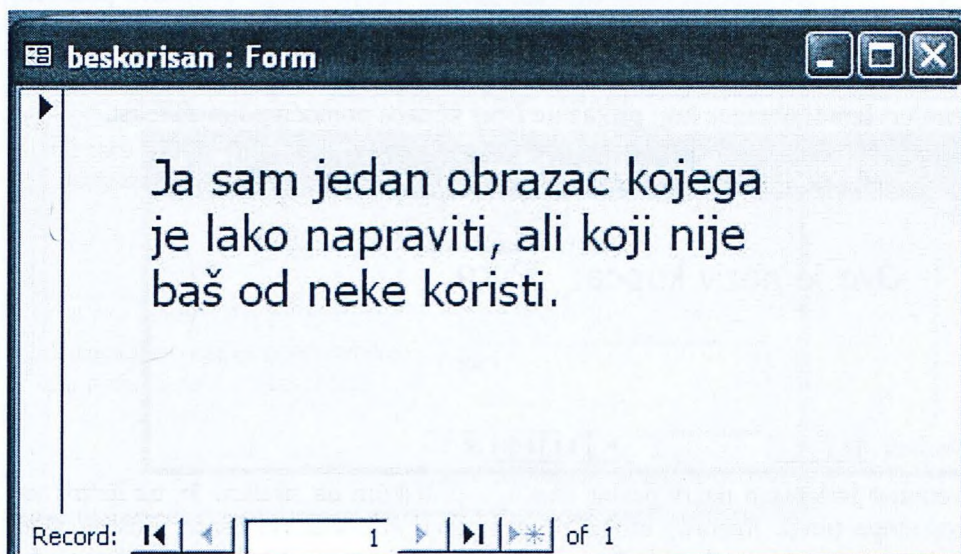 beskorisan : Form
Ja sam jedan obrazac kojega
je lako napraviti, ali koji nije
baš od neke koristi.
Record: 1 of 1